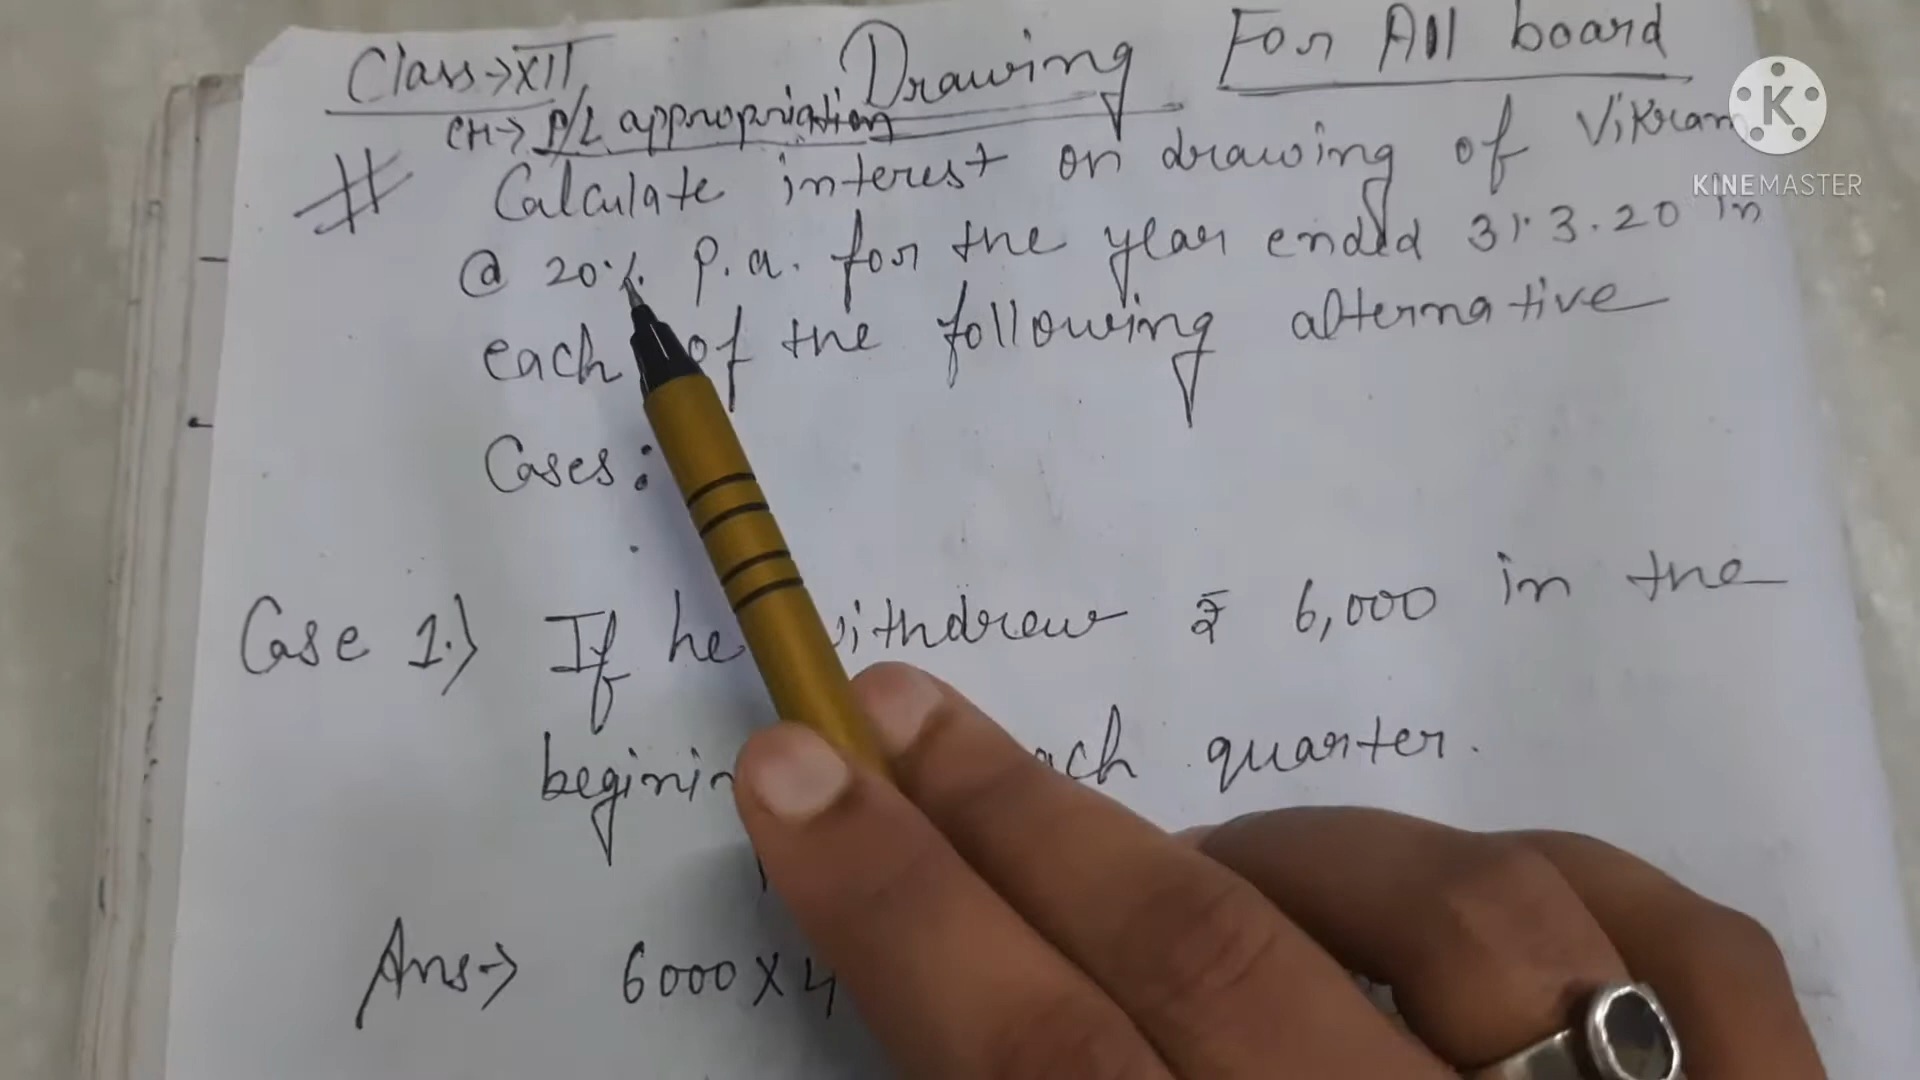 Class→XII Drawing For All board
CH→ P/L appropriation
# Calculate interest on drawing of Vikram
@ 20% p.a. for the year ended 31.3.20 in
each of the following alternative
Cases:
Case 1.) If he withdrew ₹ 6,000 in the
quarter.
Ans→ 6000×4
K
KINEMASTER